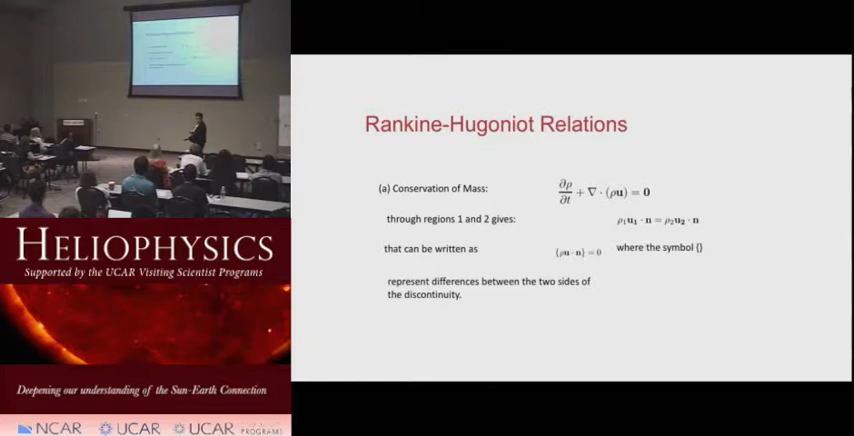 Rankine-Hugoniot Relations
(a) Conservation of Mass:
∂ρ/∂t + ∇ · (ρu) = 0
through regions 1 and 2 gives:
ρ₁u₁ · n = ρ₂u₂ · n
that can be written as
{ρu · n} = 0
where the symbol {}
represent differences between the two sides of
the discontinuity.
HELIOPHYSICS
Supported by the UCAR Visiting Scientist Programs
Deepening our understanding of the Sun-Earth Connection
NCAR
UCAR
UCAR PROGRAMS